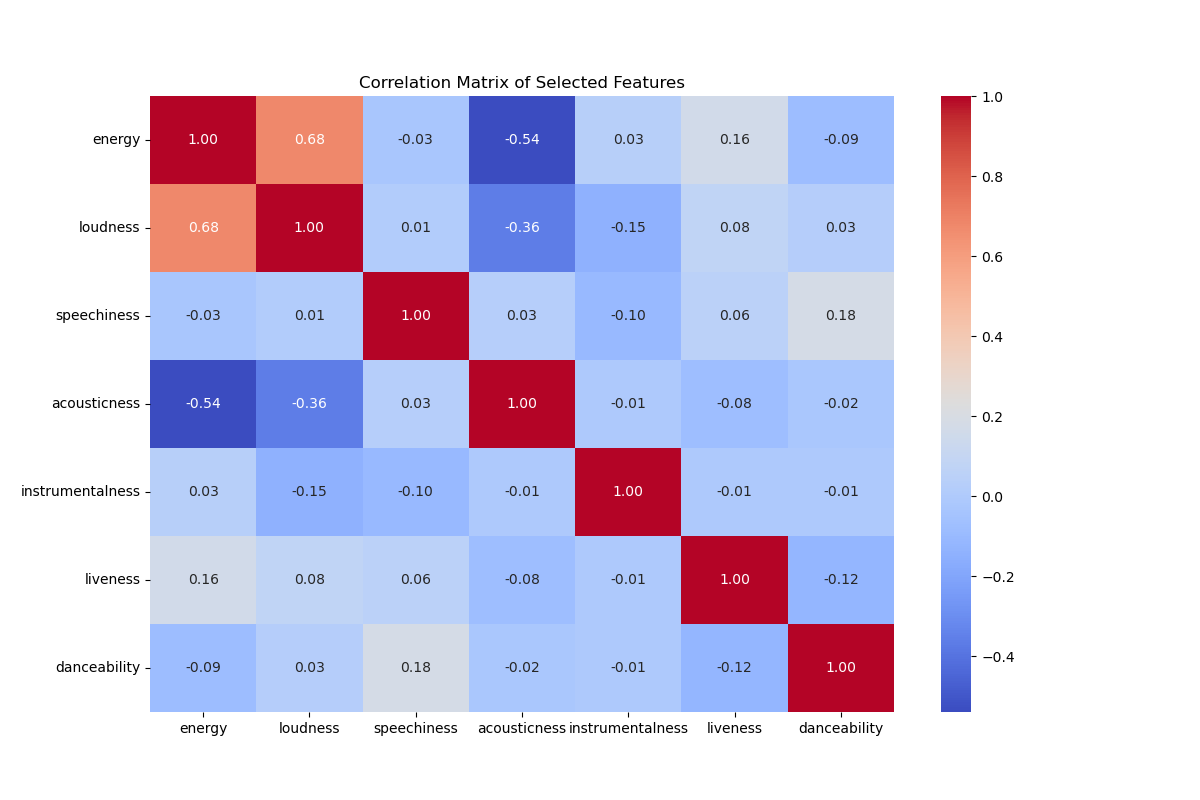 Correlation Matrix of Selected Features
energy 1.00 0.68 -0.03 -0.54 0.03 0.16 -0.09
loudness 0.68 1.00 0.01 -0.36 -0.15 0.08 0.03
speechiness -0.03 0.01 1.00 0.03 -0.10 0.06 0.18
acousticness -0.54 -0.36 0.03 1.00 -0.01 -0.08 -0.02
instrumentalness 0.03 -0.15 -0.10 -0.01 1.00 -0.01 -0.01
liveness 0.16 0.08 0.06 -0.08 -0.01 1.00 -0.12
danceability -0.09 0.03 0.18 -0.02 -0.01 -0.12 1.00
energy loudness speechiness acousticness instrumentalness liveness danceability
1.0
0.8
0.6
0.4
0.2
0.0
−0.2
−0.4